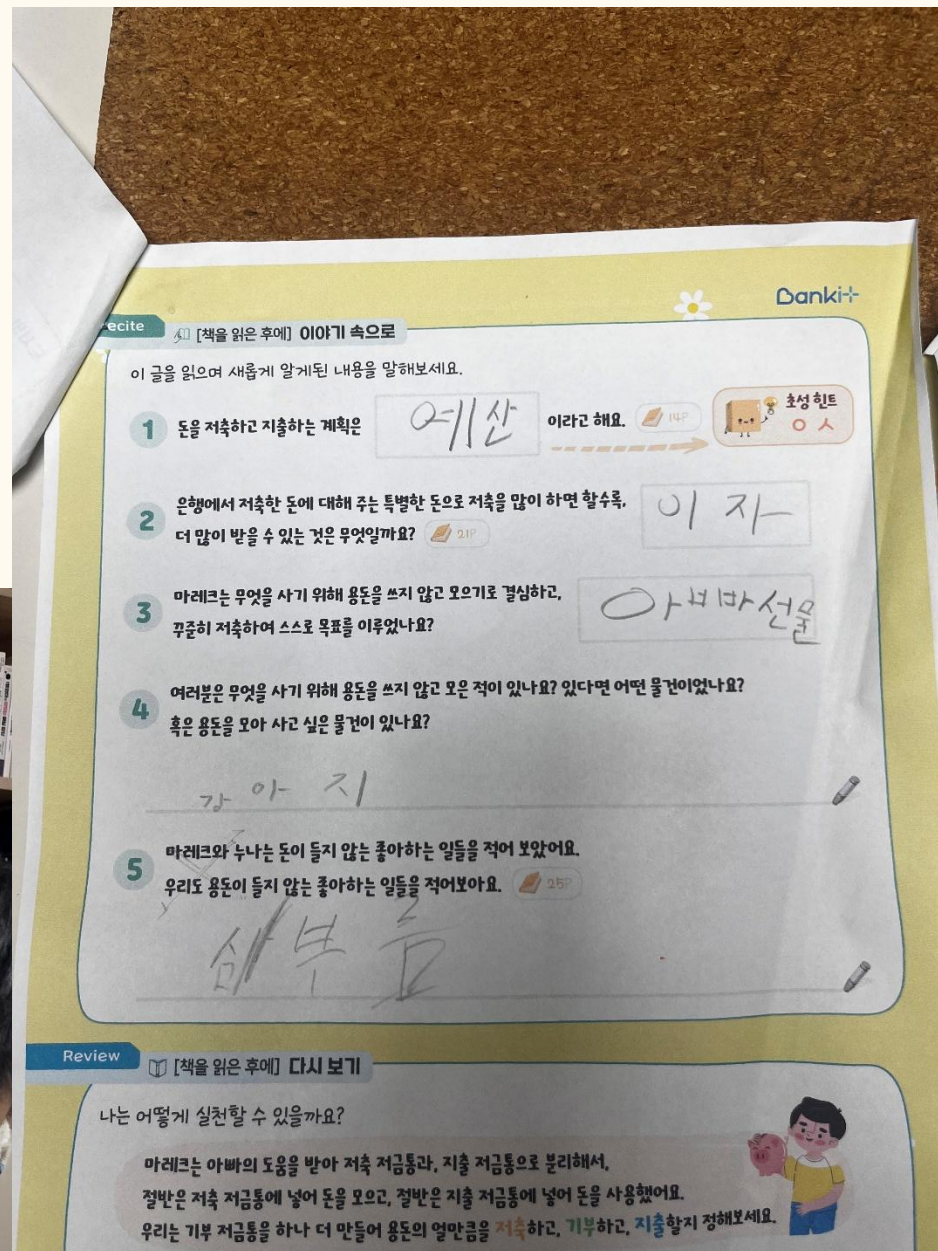 Bankit
ecite
[책을 읽은 후에] 이야기 속으로
이 글을 읽으며 새롭게 알게된 내용을 말해보세요.
1 돈을 저축하고 지출하는 계획은 예산 이라고 해요. 14P
초성 힌트
ㅇ ㅅ
2 은행에서 저축한 돈에 대해 주는 특별한 돈으로 저축을 많이 하면 할수록,
더 많이 받을 수 있는 것은 무엇일까요? 21P
이자
3 마레크는 무엇을 사기 위해 용돈을 쓰지 않고 모으기로 결심하고,
꾸준히 저축하여 스스로 목표를 이루었나요?
아빠선물
4 여러분은 무엇을 사기 위해 용돈을 쓰지 않고 모은 적이 있나요? 있다면 어떤 물건이었나요?
혹은 용돈을 모아 사고 싶은 물건이 있나요?
강아지
5 마레크와 누나는 돈이 들지 않는 좋아하는 일들을 적어 보았어요.
우리도 용돈이 들지 않는 좋아하는 일들을 적어보아요. 25P
Review
[책을 읽은 후에] 다시 보기
나는 어떻게 실천할 수 있을까요?
마레크는 아빠의 도움을 받아 저축 저금통과, 지출 저금통으로 분리해서,
절반은 저축 저금통에 넣어 돈을 모으고, 절반은 지출 저금통에 넣어 돈을 사용했어요.
우리는 기부 저금통을 하나 더 만들어 용돈의 얼만큼을 저축하고, 기부하고, 지출할지 정해보세요.